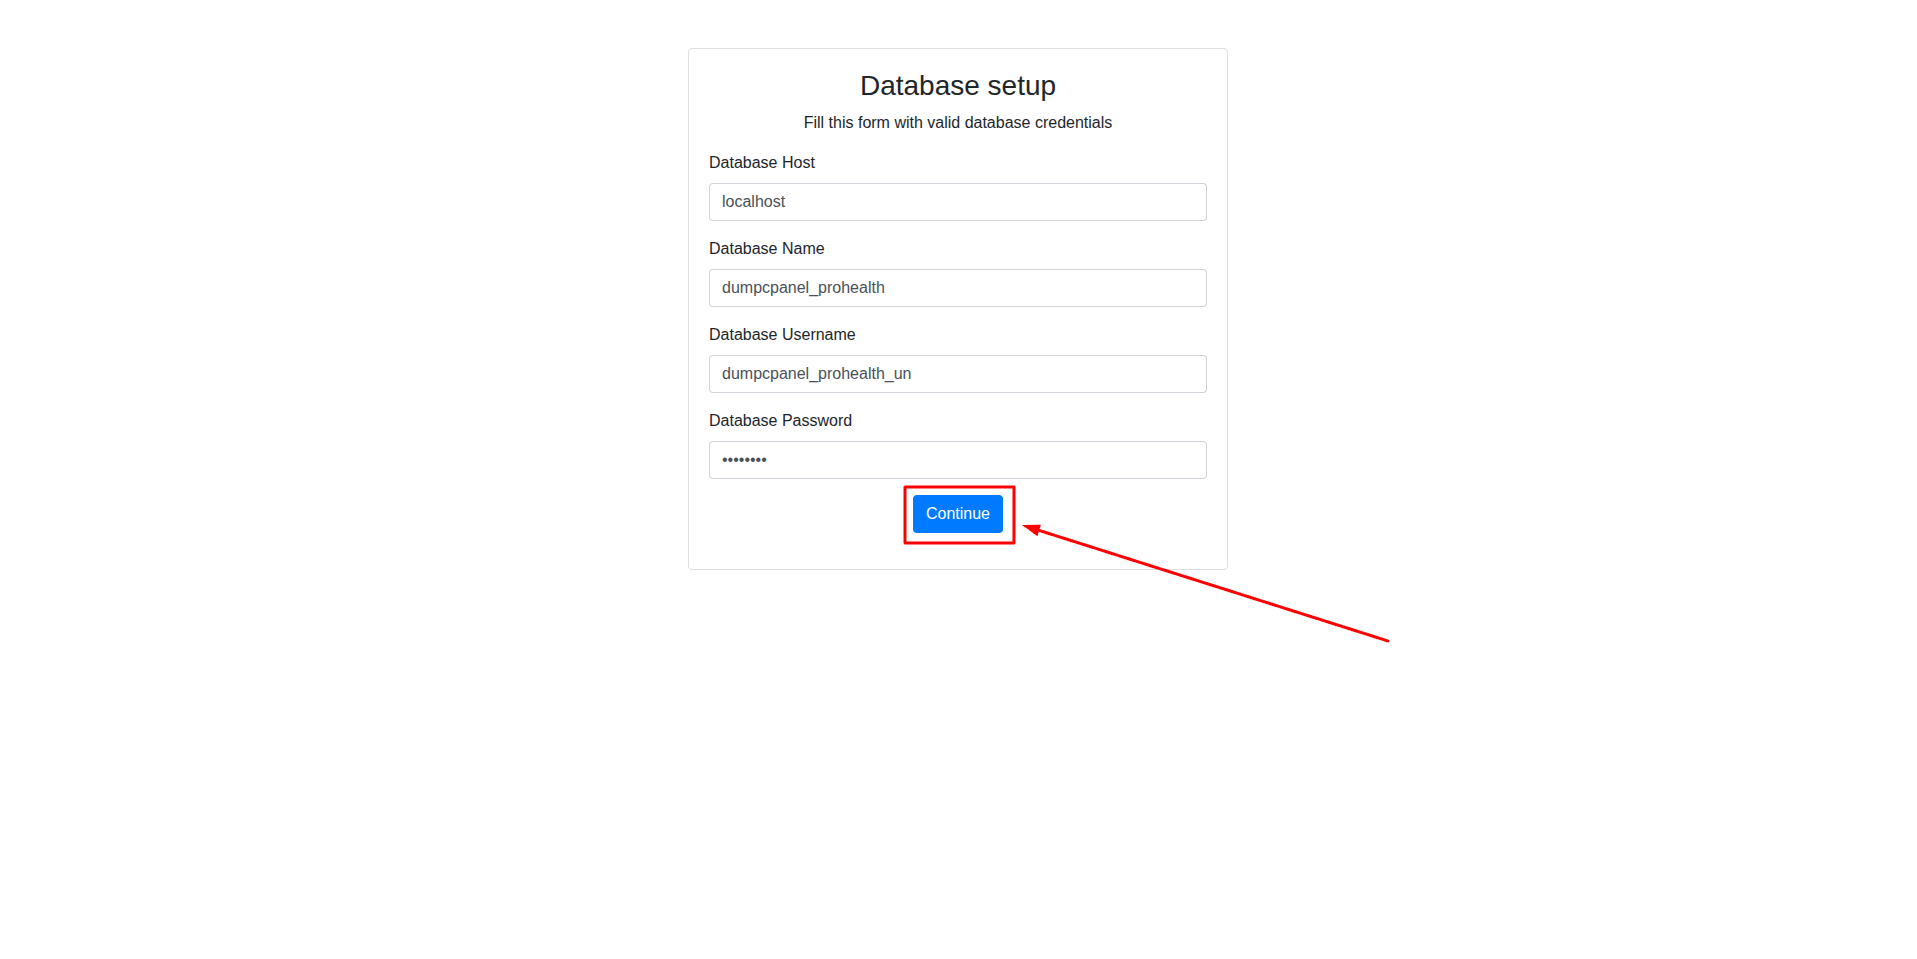 Database setup
Fill this form with valid database credentials
Database Host
localhost
Database Name
dumpcpanel_prohealth
Database Username
dumpcpanel_prohealth_un
Database Password
••••••••
Continue